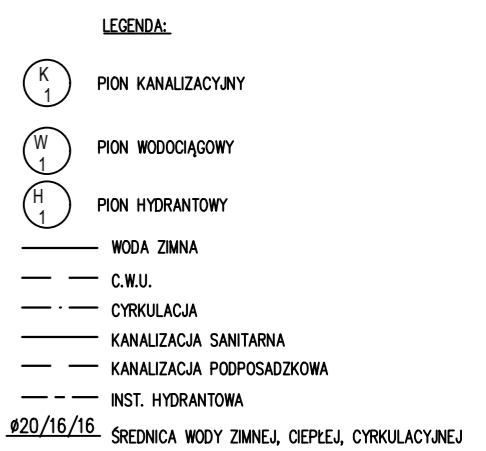 LEGENDA:
K 1 PION KANALIZACYJNY
W 1 PION WODOCIĄGOWY
H 1 PION HYDRANTOWY
WODA ZIMNA
C.W.U.
CYRKULACJA
KANALIZACJA SANITARNA
KANALIZACJA PODPOSADZKOWA
INST. HYDRANTOWA
ø20/16/16 ŚREDNICA WODY ZIMNEJ, CIEPŁEJ, CYRKULACYJNEJ